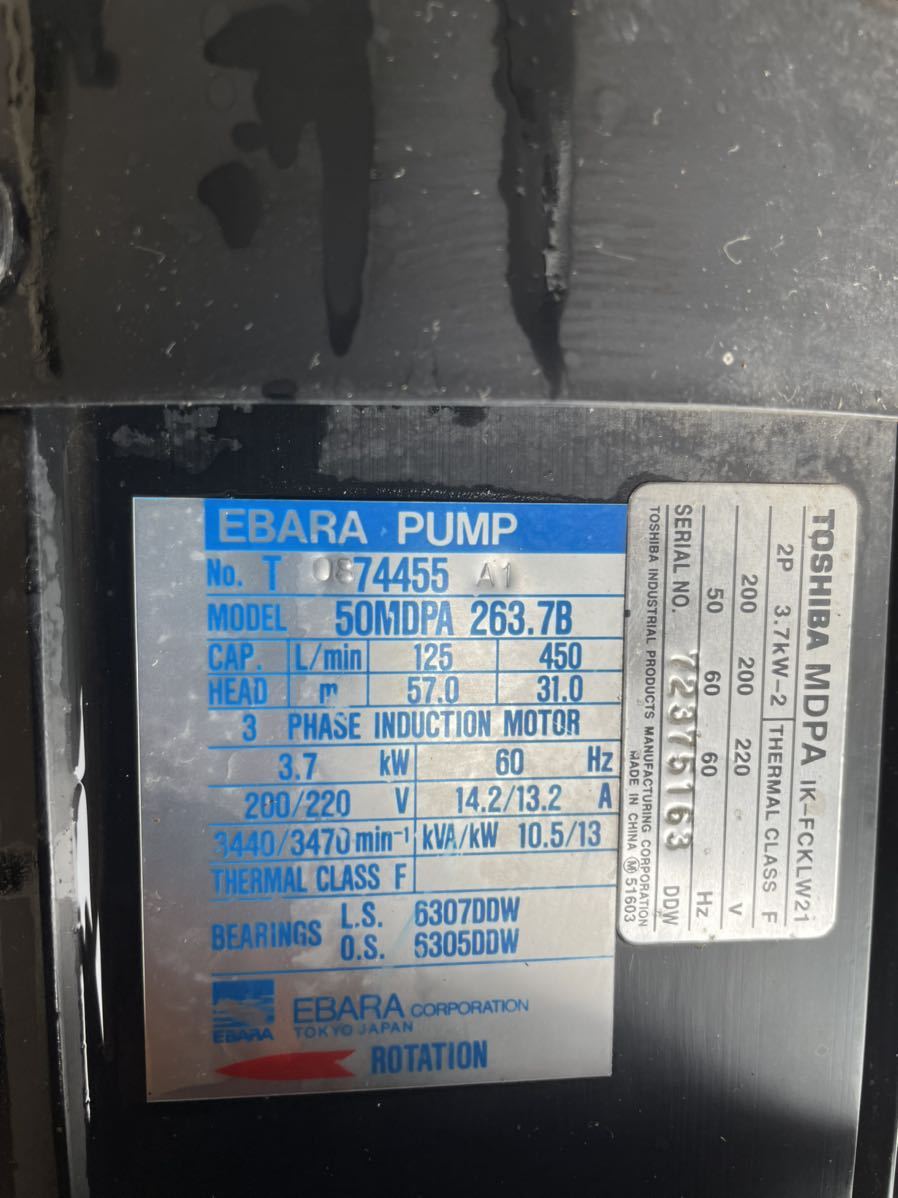 EBARA PUMP
No. T 0874455 A1
MODEL 50MDPA 263.7B
CAP. L/min 125 450
HEAD m 57.0 31.0
3 PHASE INDUCTION MOTOR
3.7 kW 60 Hz
200/220 V 14.2/13.2 A
3440/3470 min-1 kVA/kW 10.5/13
THERMAL CLASS F
BEARINGS L.S. 6307DDW
O.S. 6305DDW
EBARA
EBARA CORPORATION
TOKYO JAPAN
ROTATION
TOSHIBA MDPA IK-FCKLW21
2P 3.7kW-2 THERMAL CLASS F
200 200 220 V
50 60 60 Hz
SERIAL NO. 72375163 DDW
TOSHIBA INDUSTRIAL PRODUCTS MANUFACTURING CORPORATION
MADE IN CHINA M 51603